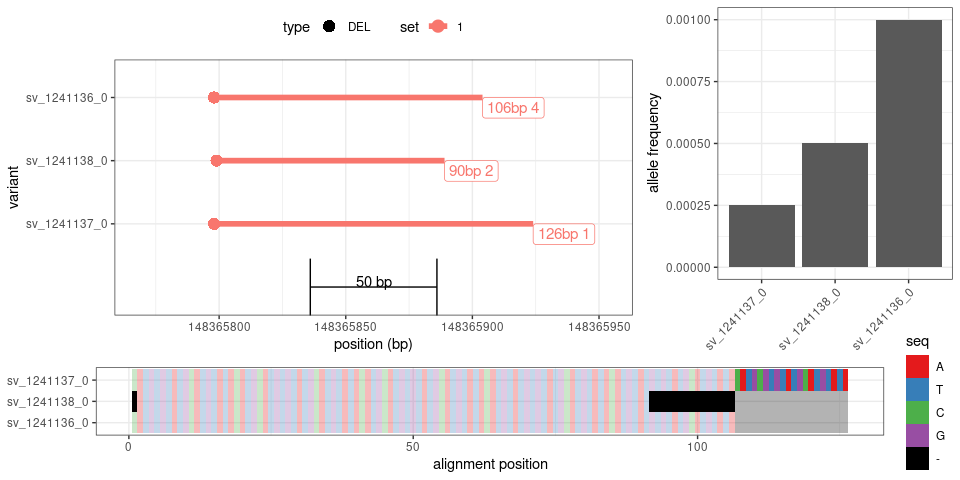 type DEL set 1
variant
sv_1241136_0
106bp 4
sv_1241138_0
90bp 2
sv_1241137_0
126bp 1
50 bp
148365800 148365850 148365900 148365950
position (bp)
allele frequency
0.00100
0.00075
0.00050
0.00025
0.00000
sv_1241137_0 sv_1241138_0 sv_1241136_0
sv_1241137_0
sv_1241138_0
sv_1241136_0
0 50 100
alignment position
seq
A
T
C
G
-